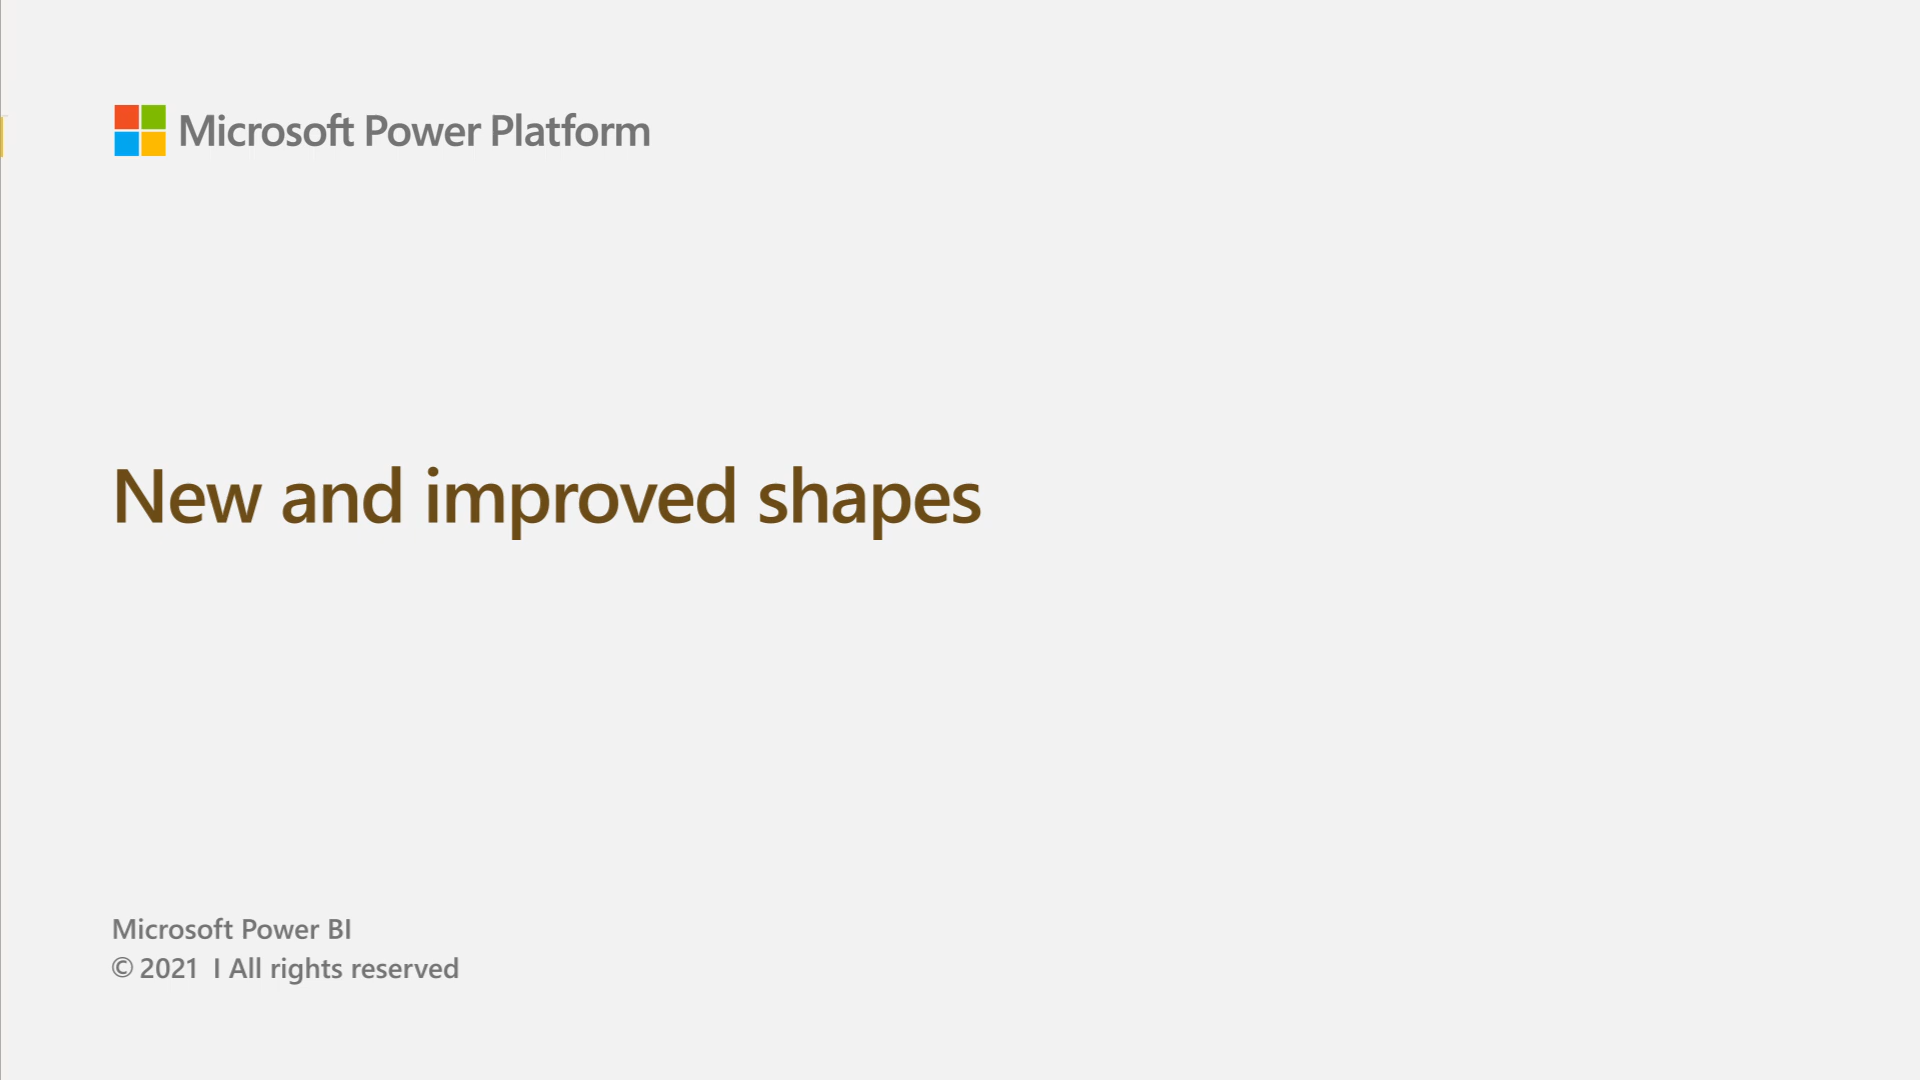 Microsoft Power Platform
New and improved shapes
Microsoft Power BI
© 2021 I All rights reserved